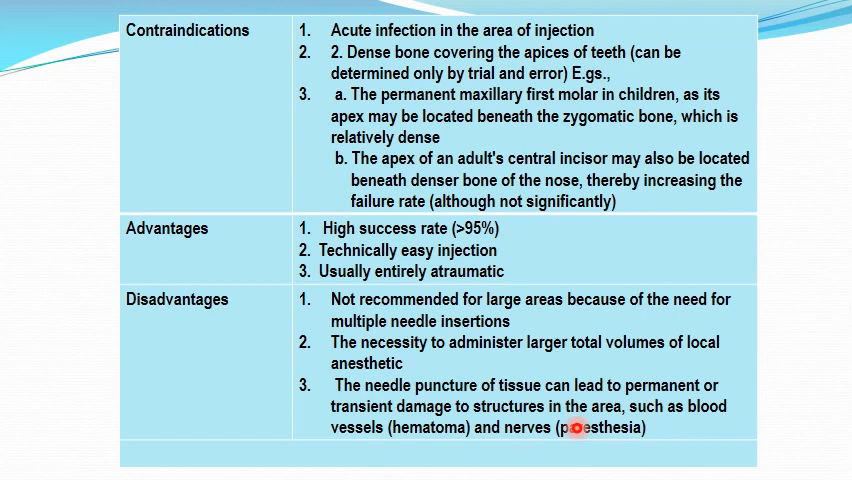 Contraindications
1. Acute infection in the area of injection
2. 2. Dense bone covering the apices of teeth (can be
determined only by trial and error) E.gs.,
3. a. The permanent maxillary first molar in children, as its
apex may be located beneath the zygomatic bone, which is
relatively dense
b. The apex of an adult's central incisor may also be located
beneath denser bone of the nose, thereby increasing the
failure rate (although not significantly)
Advantages
1. High success rate (>95%)
2. Technically easy injection
3. Usually entirely atraumatic
Disadvantages
1. Not recommended for large areas because of the need for
multiple needle insertions
2. The necessity to administer larger total volumes of local
anesthetic
3. The needle puncture of tissue can lead to permanent or
transient damage to structures in the area, such as blood
vessels (hematoma) and nerves (paresthesia)